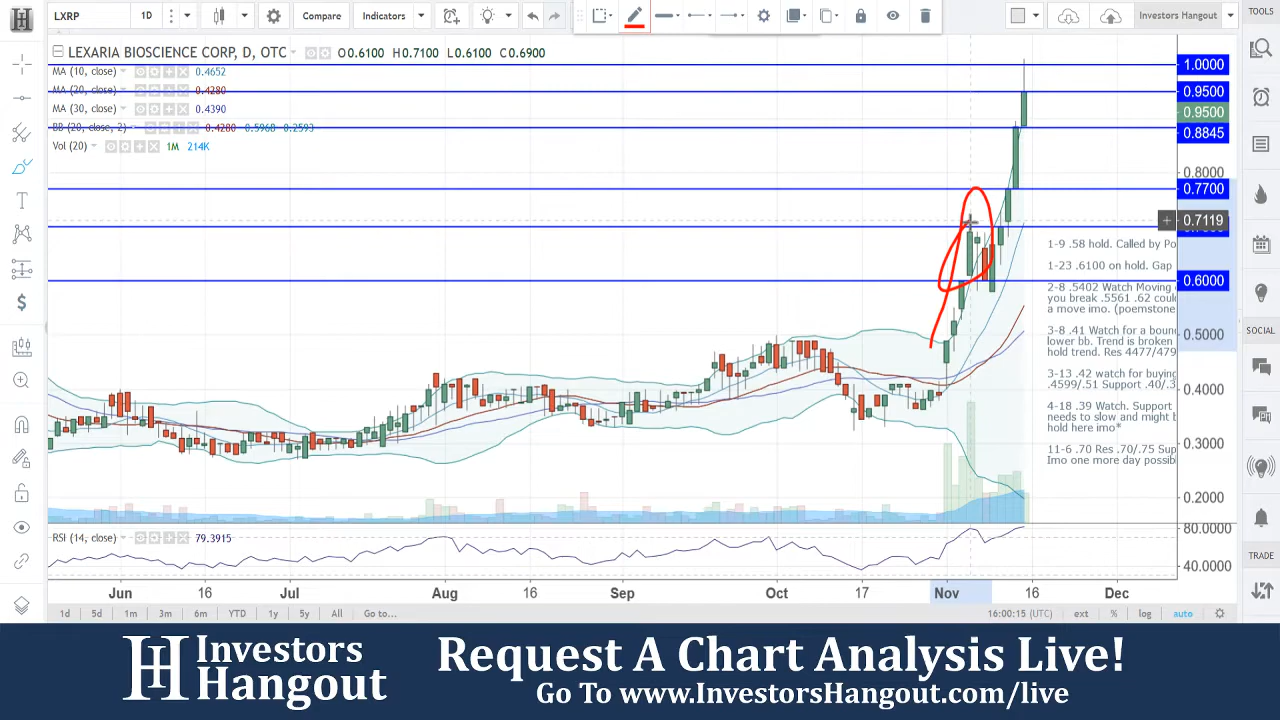 LXRP 1D Compare Indicators Investors Hangout TOOLS
LEXARIA BIOSCIENCE CORP, D, OTC O0.6100 H0.7100 L0.6100 C0.6900
MA (10, close) 0.4652
MA (20, close) 0.4280
MA (30, close) 0.4390
BB (20, close, 2) 0.4280 0.5968 0.2593
Vol (20) 1M 214K
1.0000
0.9500
0.9500
0.8845
0.8000
0.7700
0.7119
0.6000
0.5000
0.4000
0.3000
0.2000
1-9 .58 hold. Called by Po
1-23 .6100 on hold. Gap
2-8 .5402 Watch Moving
you break .5561 .62 coul
a move imo. (poemstone
3-8 .41 Watch for a boun
lower bb. Trend is broken
hold trend. Res 4477/479
3-13 .42 watch for buying
.4599/.51 Support .40/.3
4-18 .39 Watch. Support
needs to slow and might b
hold here imo*
11-6 .70 Res .70/.75 Sup
Imo one more day possib
SOCIAL
RSI (14, close) 79.3915
80.0000
40.0000
TRADE
Jun 16 Jul Aug 16 Sep Oct 17 Nov 16 Dec
1d 5d 1m 3m 6m YTD 1y 5y All Go to... 16:00:15 (UTC) ext % log auto
Investors
Hangout
Request A Chart Analysis Live!
Go To www.InvestorsHangout.com/live